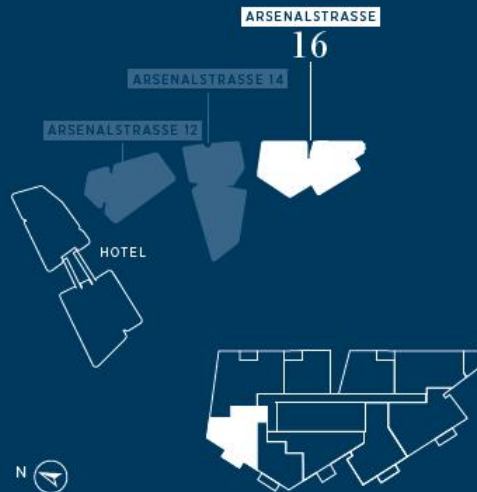 ARSENALSTRASSE
16
ARSENALSTRASSE 14
ARSENALSTRASSE 12
HOTEL
N